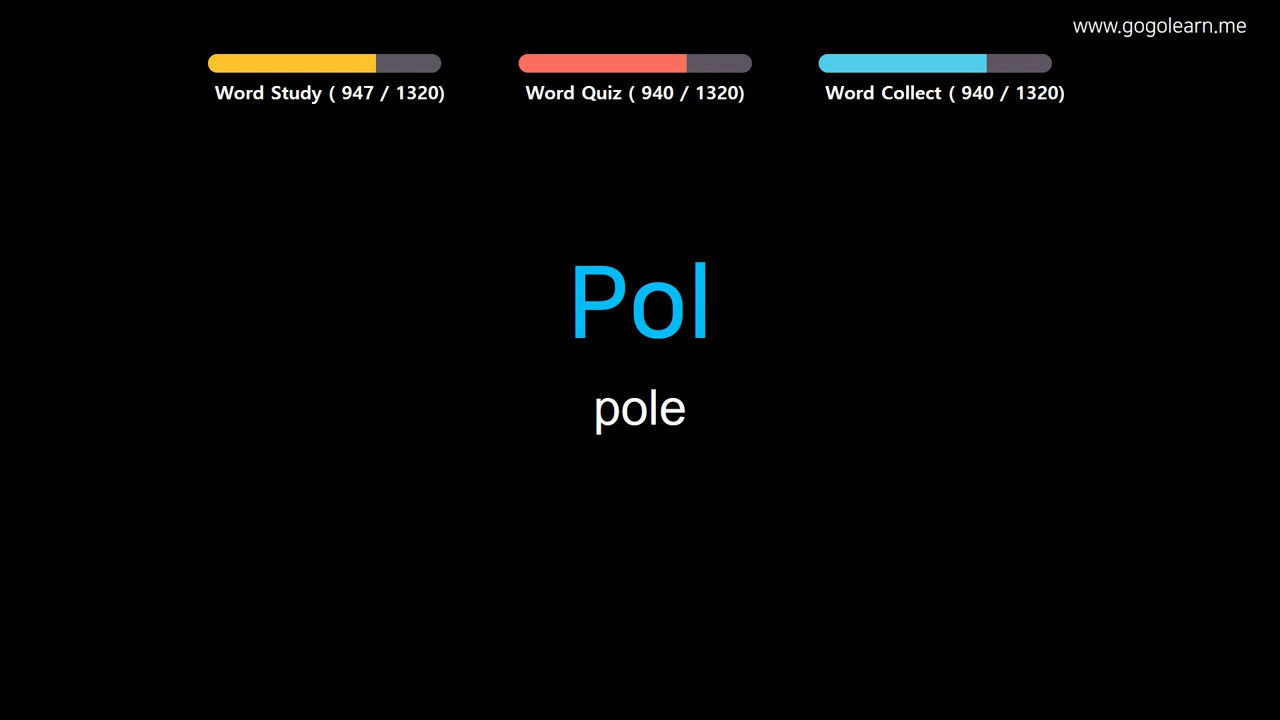 www.gogolearn.me
Word Study ( 947 / 1320)
Word Quiz ( 940 / 1320)
Word Collect ( 940 / 1320)
Pol
pole